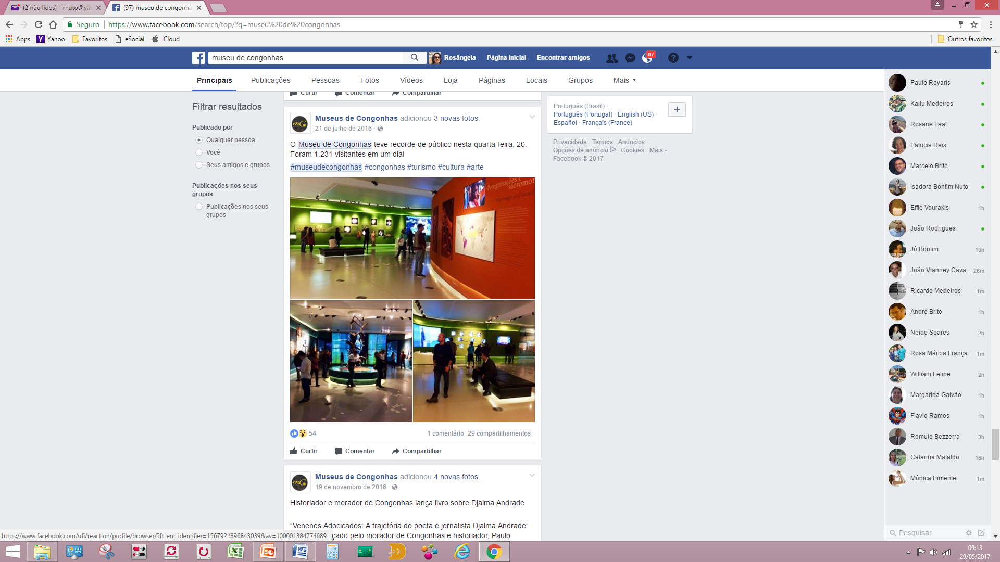 (2 não lidos) - rnuto@ya
(97) museu de congonha
Seguro
https://www.facebook.com/search/top/?q=museu%20de%20congonhas
Apps
Yahoo
Favoritos
eSocial
iCloud
Outros favoritos
museu de congonhas
Rosângela
Página inicial
Encontrar amigos
97
Principais
Publicações
Pessoas
Fotos
Vídeos
Loja
Páginas
Locais
Grupos
Mais
Filtrar resultados
Publicado por
Qualquer pessoa
Você
Seus amigos e grupos
Publicações nos seus
grupos
Publicações nos seus
grupos
Curtir Comentar Compartilhar
Museus de Congonhas adicionou 3 novas fotos.
21 de julho de 2016 ·
O Museu de Congonhas teve recorde de público nesta quarta-feira, 20.
Foram 1.231 visitantes em um dia!
#museudecongonhas #congonhas #turismo #cultura #arte
Peregrinações e
sacromon
54
1 comentário 29 compartilhamentos
Curtir Comentar Compartilhar
Museus de Congonhas adicionou 4 novas fotos.
19 de novembro de 2016 ·
Historiador e morador de Congonhas lança livro sobre Djalma Andrade
“Venenos Adocicados: A trajetória do poeta e jornalista Djalma Andrade”
çado pelo morador de Congonhas e historiador, Paulo
https://www.facebook.com/ufi/reaction/profile/browser/?ft_ent_identifier=1567921896843039&av=100001384774689
Português (Brasil) ·
Português (Portugal) · English (US) ·
Español · Français (France)
Privacidade · Termos · Anúncios ·
Opções de anúncio · Cookies · Mais
Facebook © 2017
Paulo Rovaris
Kallu Medeiros
Rosane Leal
Patricia Reis
Marcelo Brito
Isadora Bonfim Nuto
Effie Vourakis 1h
João Rodrigues
Jô Bonfim 10h
João Vianney Cava... 26m
Ricardo Medeiros 1m
Andre Brito 1h
Neide Soares 2h
Rosa Márcia França 1m
William Felipe 2h
Margarida Galvão 1h
Flavio Ramos 1h
Romulo Bezzerra 3h
Catarina Mafaldo 16h
Mônica Pimentel 1m
Pesquisar
09:13
29/05/2017